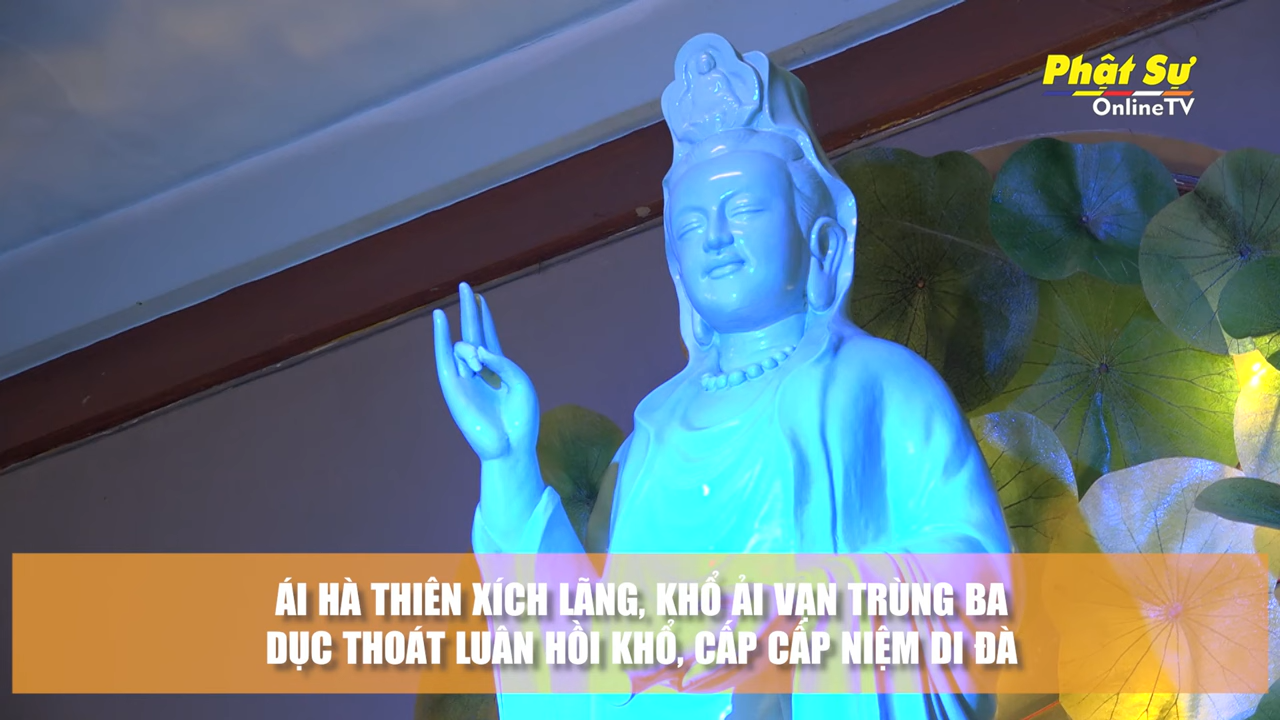 Phật Sự
OnlineTV
ÁI HÀ THIÊN XÍCH LÃNG, KHỔ ẢI VẠN TRÙNG BA
DỤC THOÁT LUÂN HỒI KHỔ, CẤP CẤP NIỆM DI ĐÀ